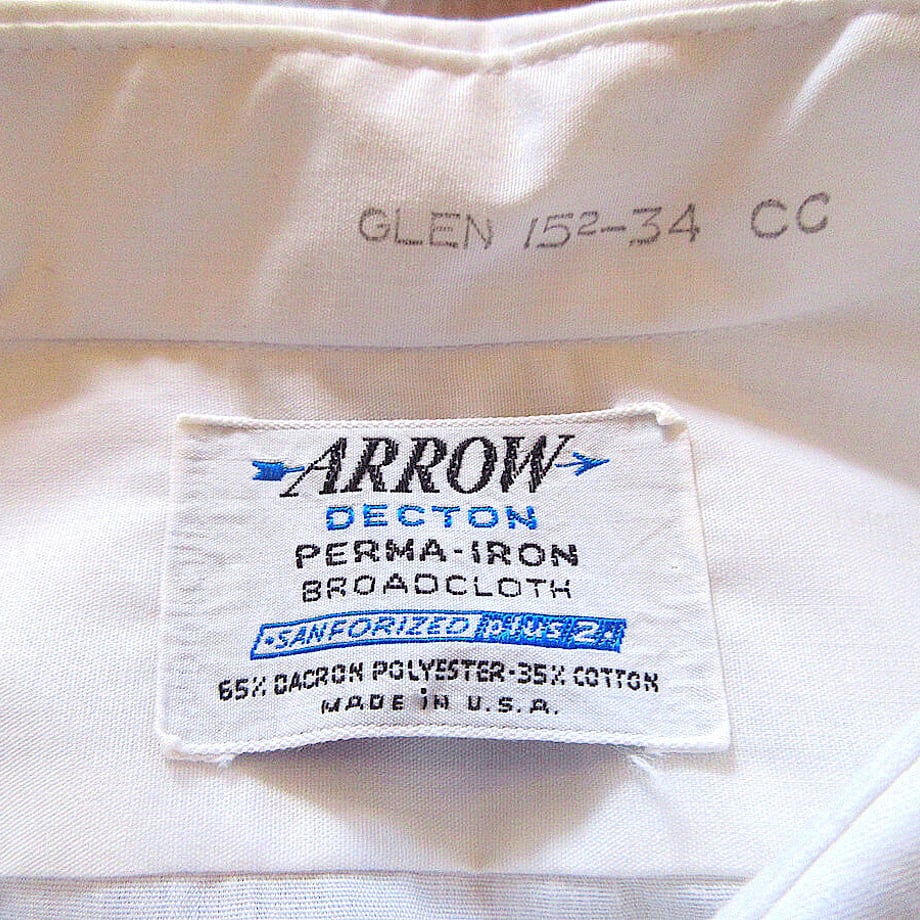 GLEN 15²-34 CC
ARROW
DECTON
PERMA-IRON
BROADCLOTH
•SANFORIZED PLUS 2•
65% DACRON POLYESTER•35% COTTON
MADE iN U.S.A.